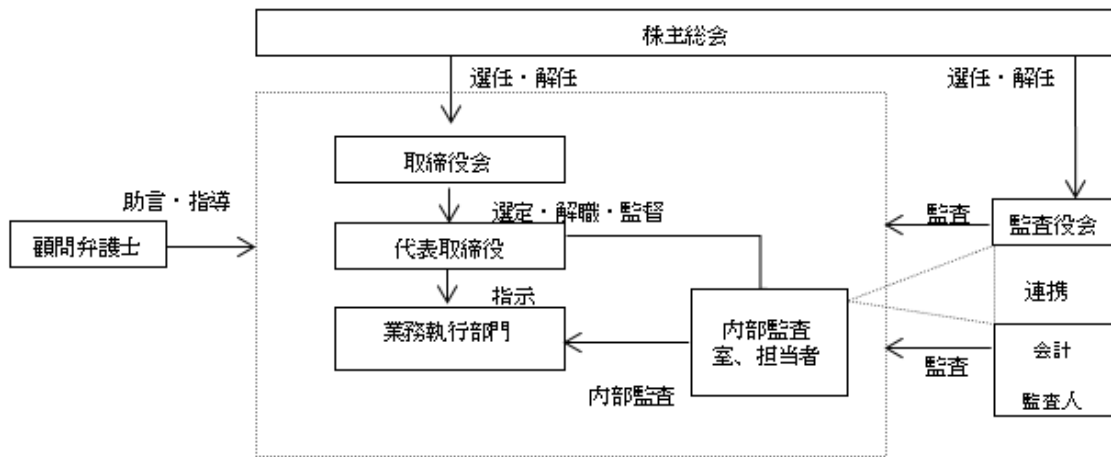 株主総会
選任・解任
選任・解任
取締役会
助言・指導
選定・解職・監督
監査
監査役会
顧問弁護士
代表取締役
指示
連携
業務執行部門
内部監査
室、担当者
会計
監査人
監査
内部監査